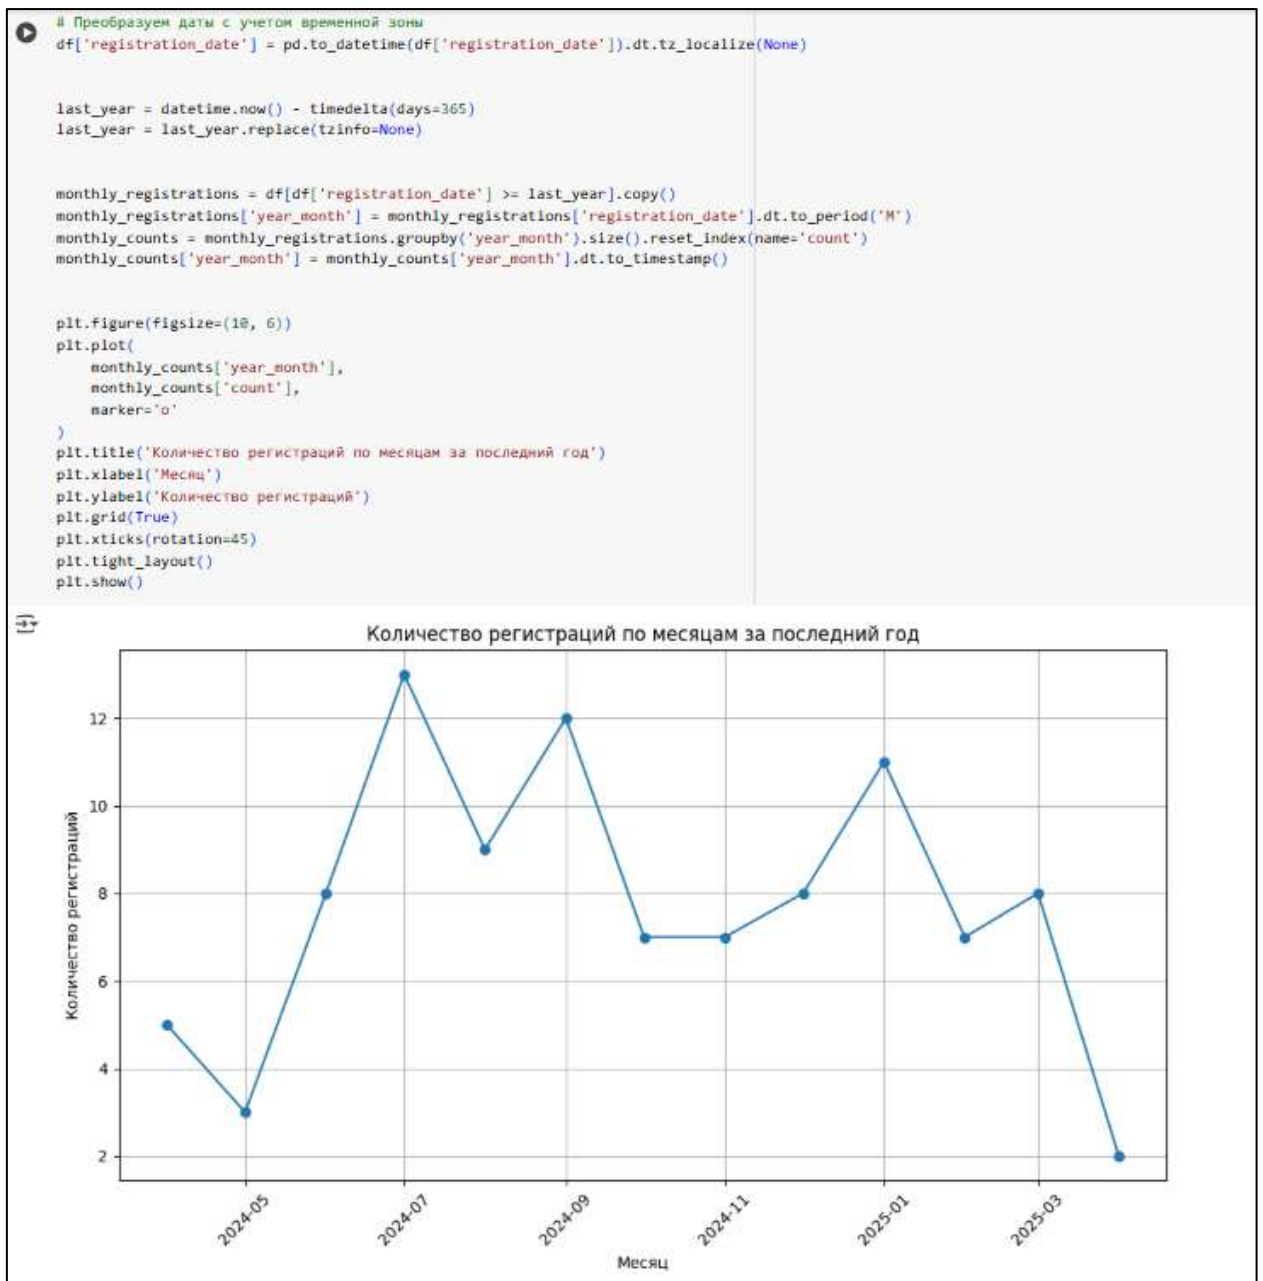 # Преобразуем даты с учетом временной зоны
df['registration_date'] = pd.to_datetime(df['registration_date']).dt.tz_localize(None)
last_year = datetime.now() - timedelta(days=365)
last_year = last_year.replace(tzinfo=None)
monthly_registrations = df[df['registration_date'] >= last_year].copy()
monthly_registrations['year_month'] = monthly_registrations['registration_date'].dt.to_period('M')
monthly_counts = monthly_registrations.groupby('year_month').size().reset_index(name='count')
monthly_counts['year_month'] = monthly_counts['year_month'].dt.to_timestamp()
plt.figure(figsize=(10, 6))
plt.plot(
    monthly_counts['year_month'],
    monthly_counts['count'],
    marker='o'
)
plt.title('Количество регистраций по месяцам за последний год')
plt.xlabel('Месяц')
plt.ylabel('Количество регистраций')
plt.grid(True)
plt.xticks(rotation=45)
plt.tight_layout()
plt.show()
Количество регистраций по месяцам за последний год
Количество регистраций
12
10
8
6
4
2
2024-05
2024-07
2024-09
2024-11
2025-01
2025-03
Месяц